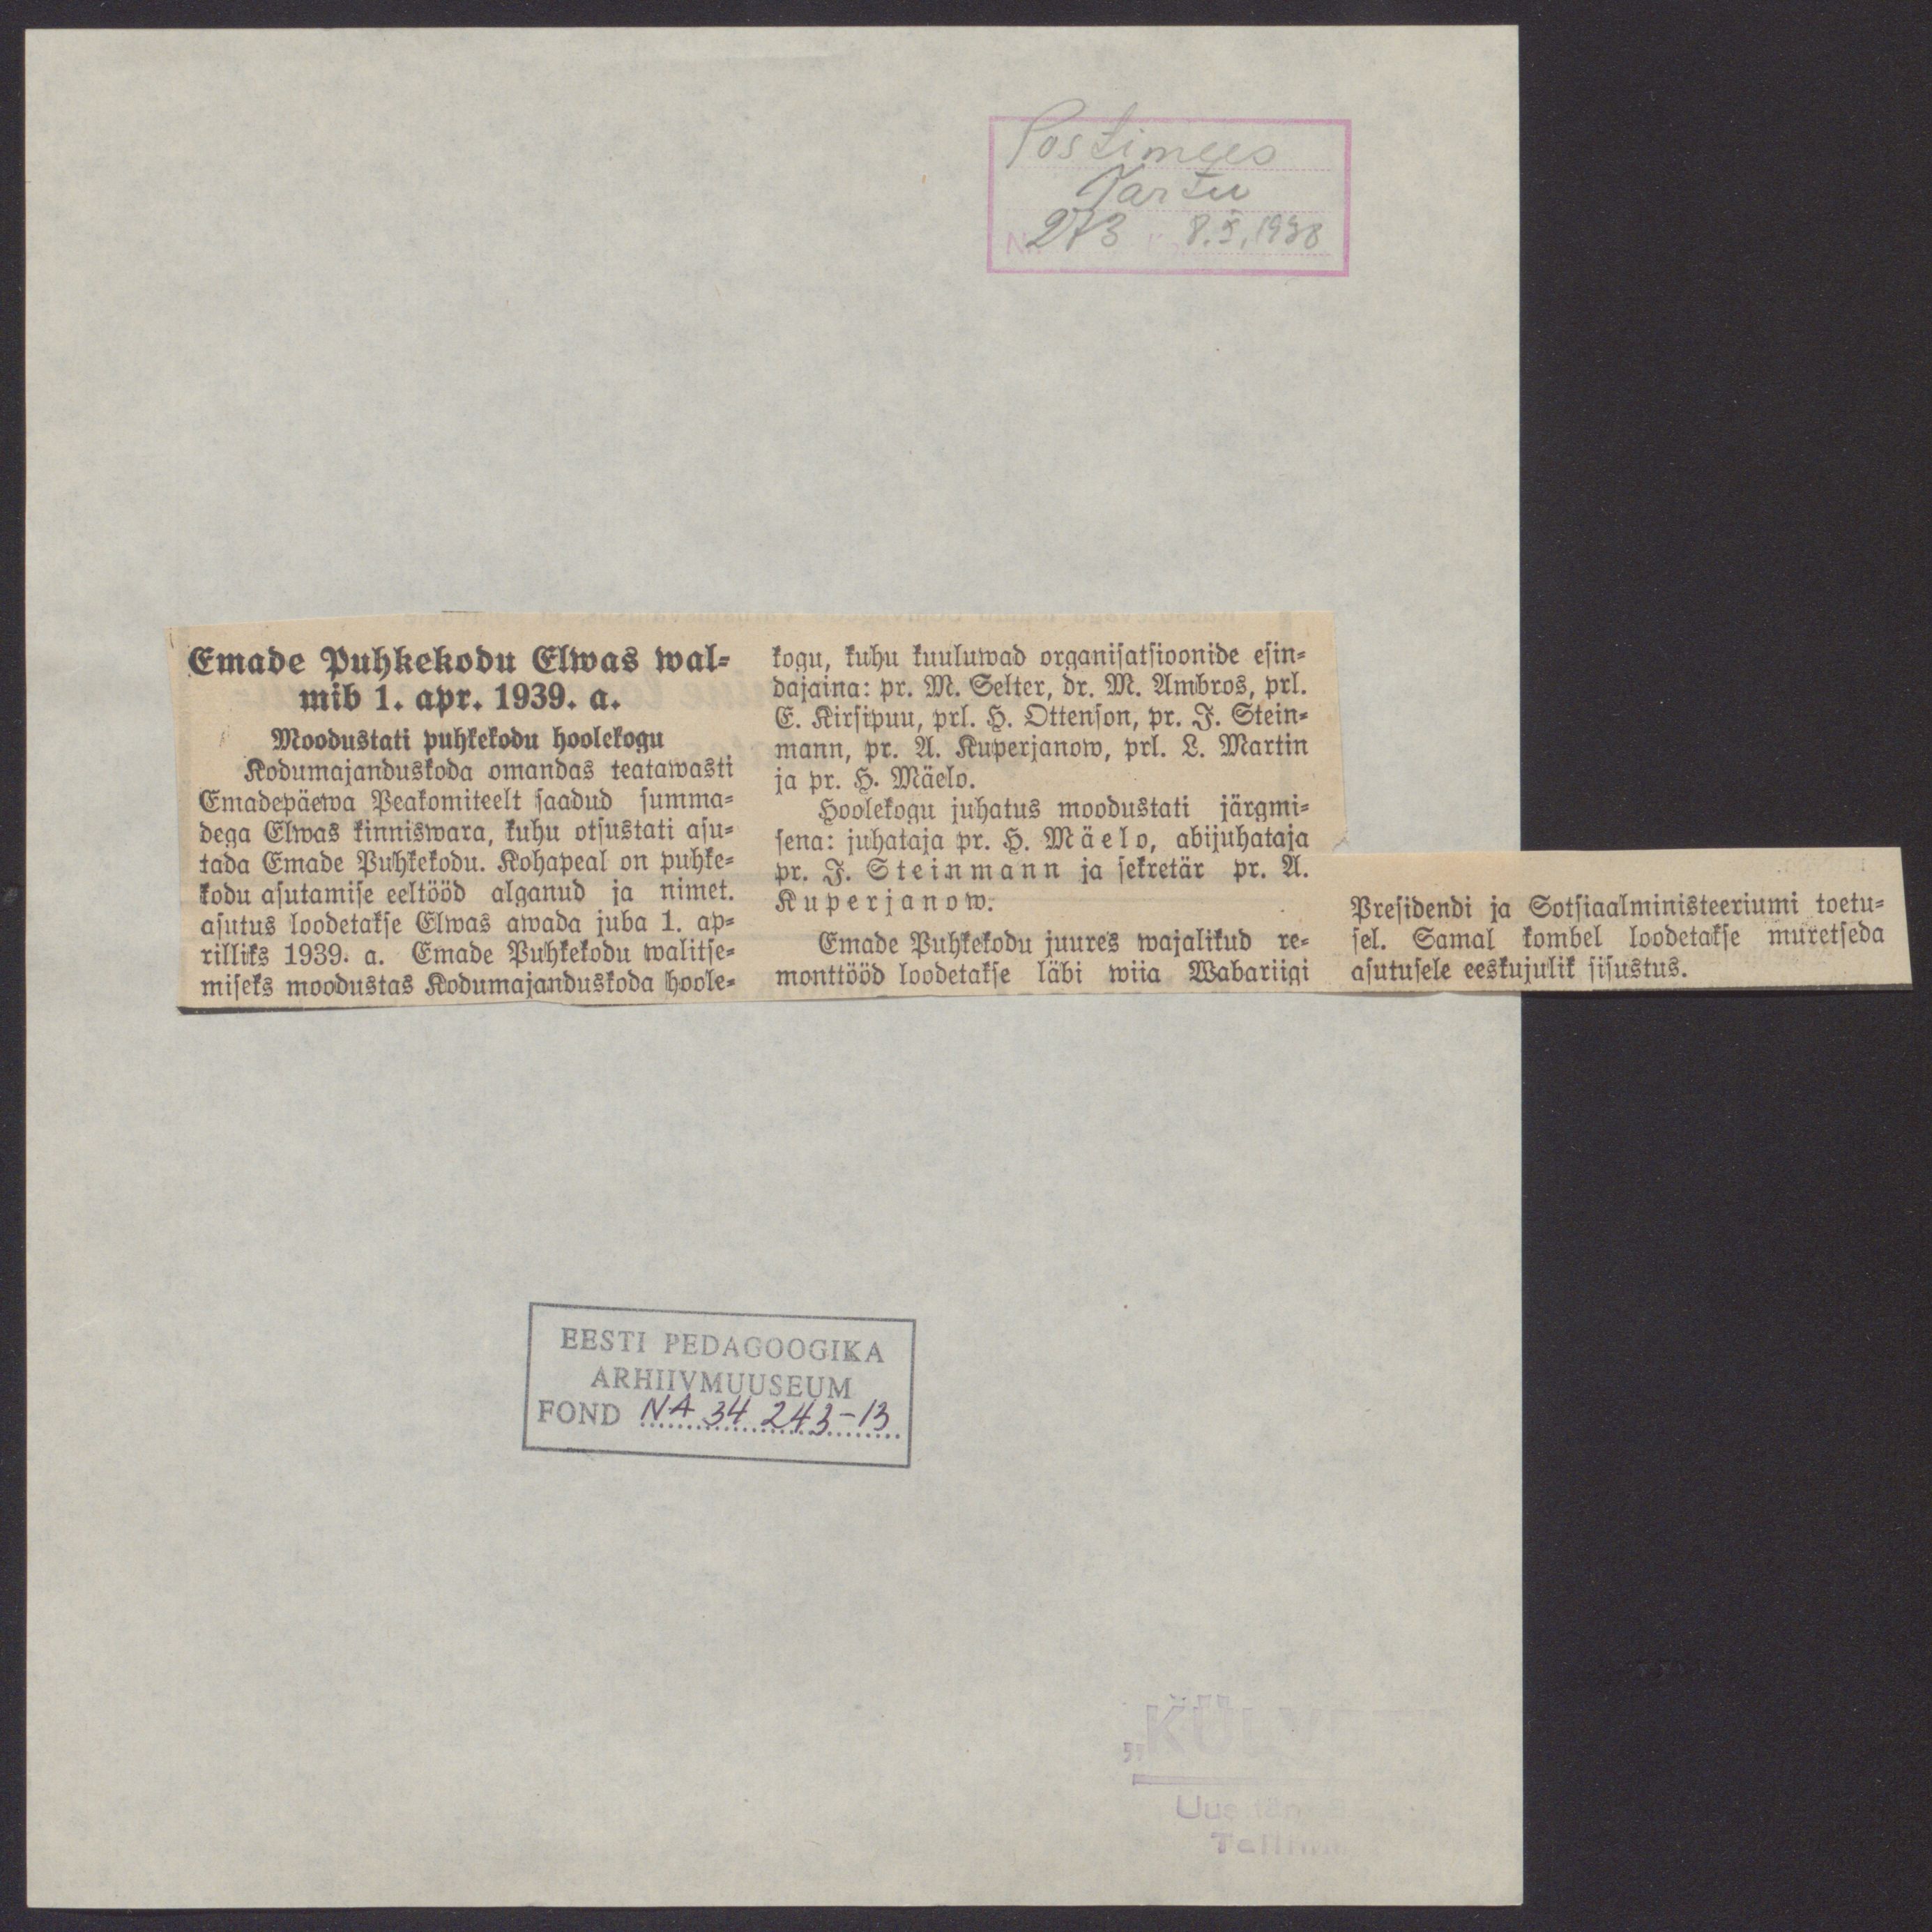 Postimees
Tartu
N 273 8.X.1938
Emade Puhkekodu Elwas wal-
mib 1. apr. 1939. a.
Moodustati puhkekodu hoolekogu
Kodumajanduskoda omandas teatawasti
Emadepäewa Peakomiteelt saadud summa-
dega Elwas kinniswara, kuhu otsustati asu-
tada Emade Puhkekodu. Kohapeal on puhke-
kodu asutamise eeltööd alganud ja nimet.
asutus loodetakse Elwas awada juba 1. ap-
rilliks 1939. a. Emade Puhkekodu walitse-
miseks moodustas Kodumajanduskoda hoole-
kogu, kuhu kuuluwad organisatsioonide esin-
dajaina: pr. M. Selter, dr. M. Ambros, prl.
E. Kirsipuu, prl. H. Ottenson, pr. J. Stein-
mann, pr. A. Kuperjanow, prl. L. Martin
ja pr. H. Mäelo.
Hoolekogu juhatus moodustati järgmi-
sena: juhataja pr. H. Mäelo, abijuhataja
pr. J. Steinmann ja sekretär pr. A.
Kuperjanow.
Emade Puhkekodu juures wajalikud re-
monttööd loodetakse läbi wiia Wabariigi
Presidendi ja Sotsiaalministeeriumi toetu-
sel. Samal kombel loodetakse muretseda
asutusele eeskujulik sisustus.
EESTI PEDAGOOGIKA
ARHIIVMUUSEUM
FOND NA 34 243-13
Tallinn